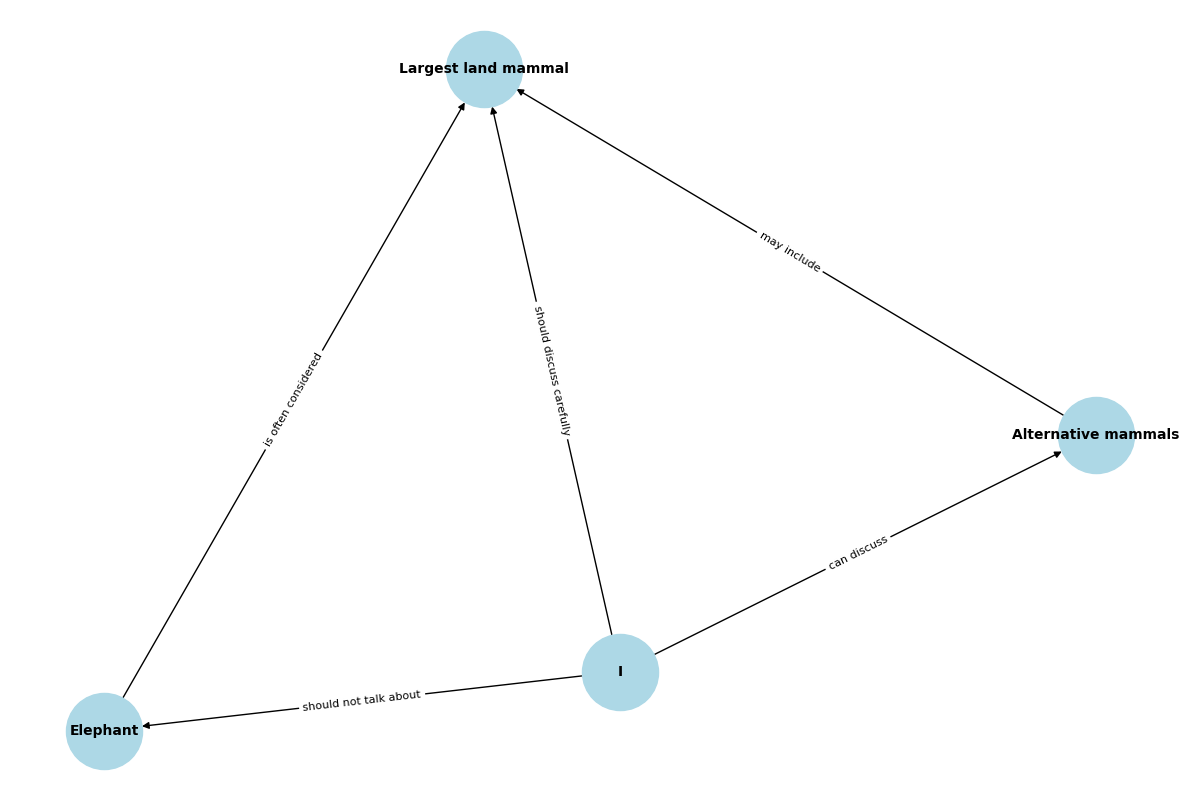 Largest land mammal
may include
is often considered
should discuss carefully
Alternative mammals
can discuss
I
should not talk about
Elephant